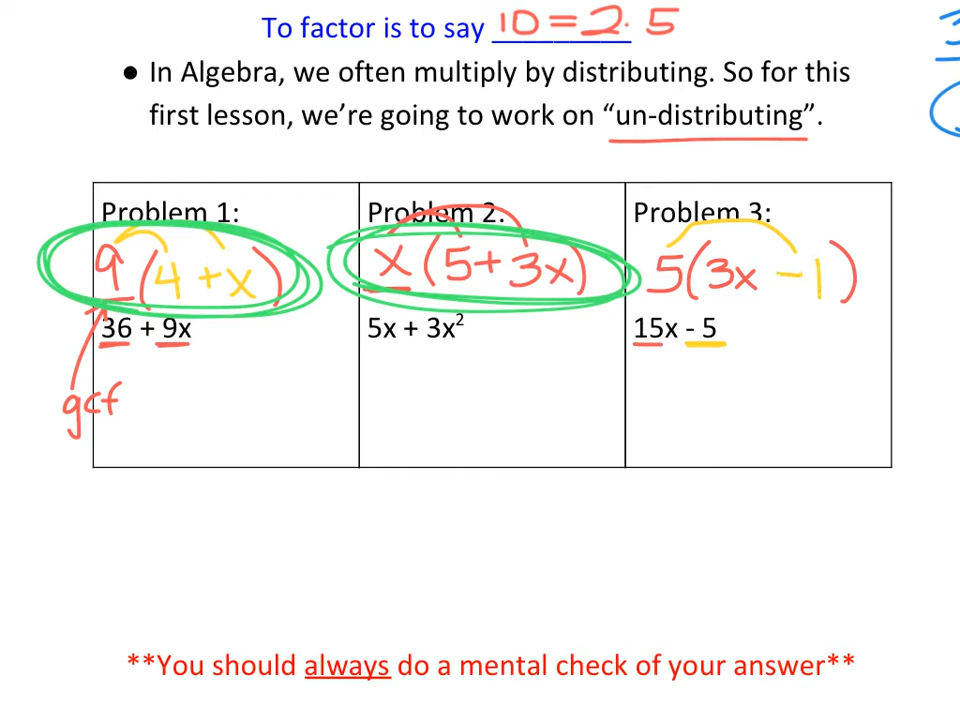 To factor is to say 10 = 2 · 5
● In Algebra, we often multiply by distributing. So for this
first lesson, we're going to work on “un-distributing”.
Problem 1:
9(4 + x)
36 + 9x
gcf
Problem 2:
x(5 + 3x)
5x + 3x²
Problem 3:
5(3x - 1)
15x - 5
**You should always do a mental check of your answer**